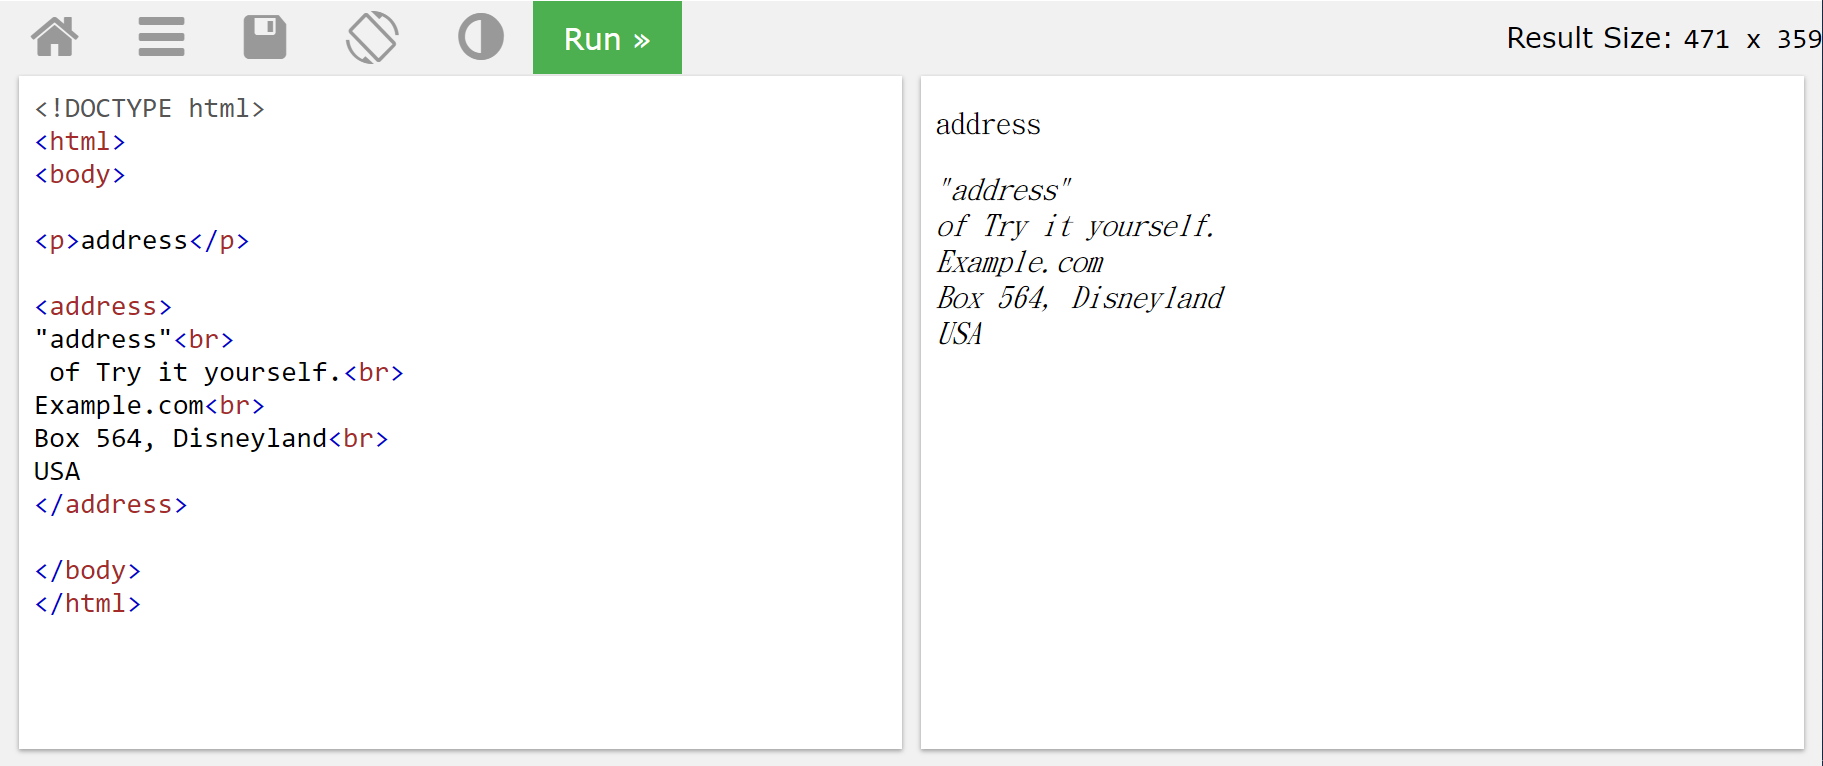 Run »
Result Size: 471 x 359
<!DOCTYPE html>
<html>
<body>
<p>address</p>
<address>
"address"<br>
 of Try it yourself.<br>
Example.com<br>
Box 564, Disneyland<br>
USA
</address>
</body>
</html>
address
"address"
of Try it yourself.
Example.com
Box 564, Disneyland
USA